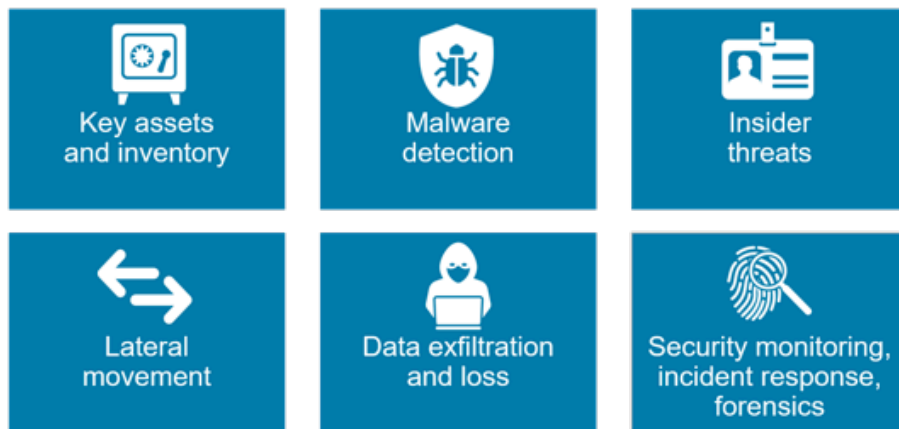 Key assets
and inventory
Malware
detection
Insider
threats
Lateral
movement
Data exfiltration
and loss
Security monitoring,
incident response,
forensics